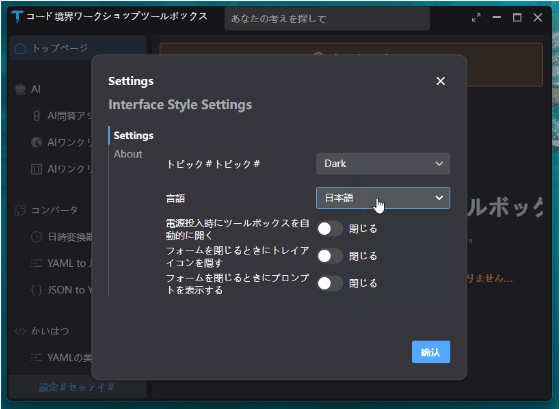 コード境界ワークショップツールボックス
あなたの考えを探して
トップページ
Settings
Interface Style Settings
AI
Settings
AI問答ア
About
トピック#トピック#
Dark
AIワンクリ
AIワンクリ
言語
日本語
ルボック
コンバータ
電源投入時にツールボックスを自
動的に開く
閉じる
日時変換
フォームを閉じるときにトレイア
イコンを隠す
閉じる
YAML to J
りません...
フォームを閉じるときにプロンプ
トを表示する
閉じる
JSON to Y
かいはつ
YAMLの美
确认
設定#セッテイ#